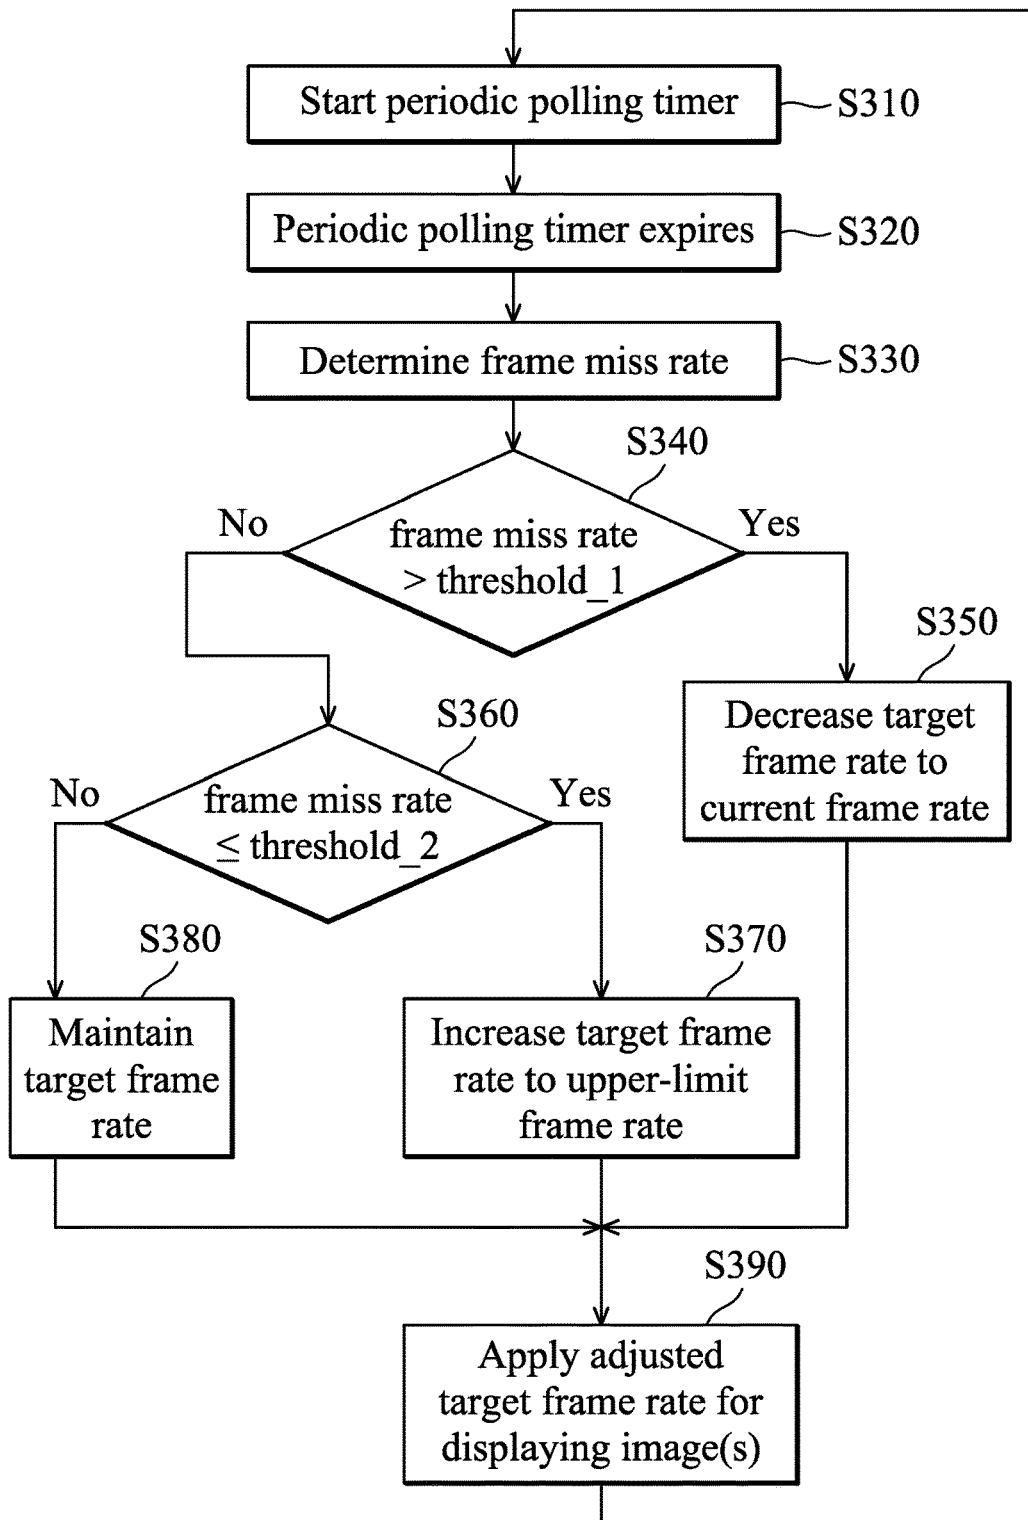 Start periodic polling timer
S310
Periodic polling timer expires
S320
Determine frame miss rate
S330
S340
No
frame miss rate
> threshold_1
Yes
S350
Decrease target
frame rate to
current frame rate
S360
No
frame miss rate
≤ threshold_2
Yes
S380
Maintain
target frame
rate
S370
Increase target frame
rate to upper-limit
frame rate
S390
Apply adjusted
target frame rate for
displaying image(s)